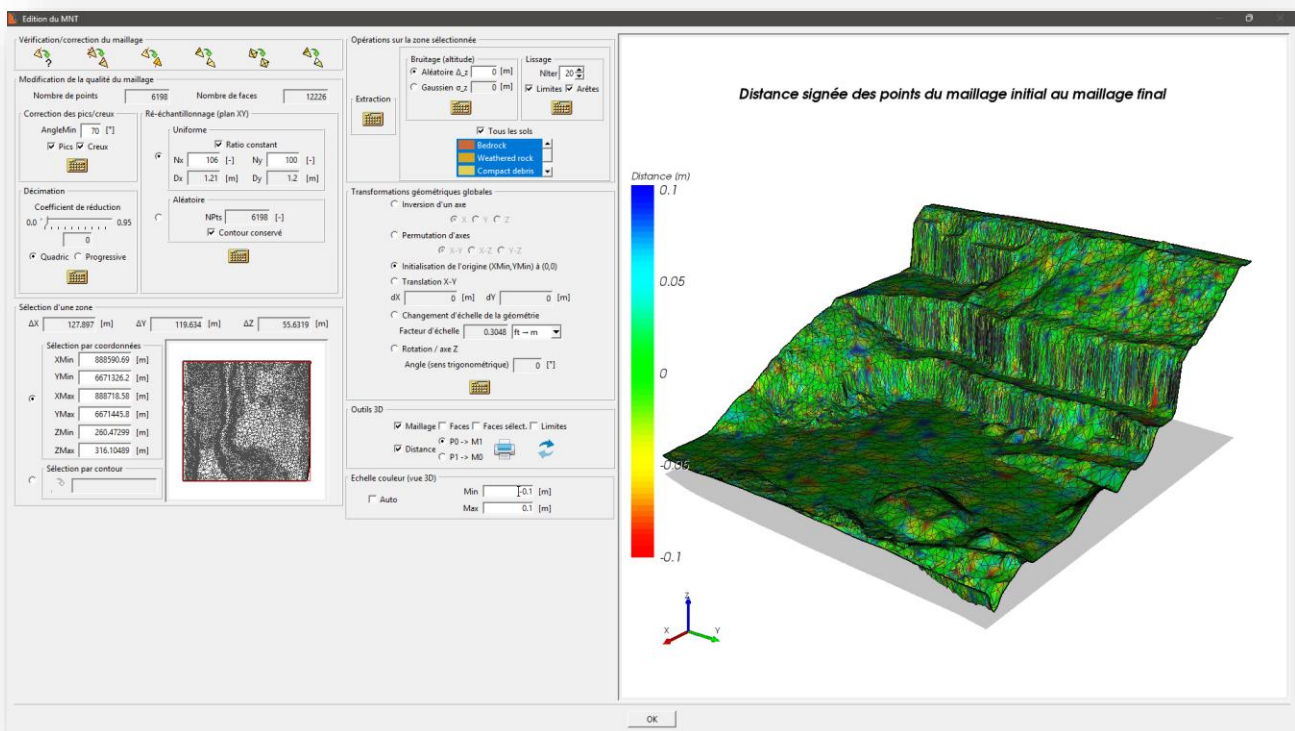 Edition du MNT
Vérification/correction du maillage
?
Modification de la qualité du maillage
Nombre de points 6198 Nombre de faces 12226
Correction des pics/creux
AngleMin 70 [°]
Pics Creux
Décimation
Coefficient de réduction
0.0 0.95
0
Quadric Progressive
Ré-échantillonnage (plan XY)
Uniforme
Ratio constant
Nx 106 [-] Ny 100 [-]
Dx 1.21 [m] Dy 1.2 [m]
Aléatoire
NPts 6198 [-]
Contour conservé
Sélection d'une zone
ΔX 127.897 [m] ΔY 119.634 [m] ΔZ 55.6319 [m]
Sélection par coordonnées
XMin 888590.69 [m]
YMin 6671326.2 [m]
XMax 888718.58 [m]
YMax 6671445.8 [m]
ZMin 260.47299 [m]
ZMax 316.10489 [m]
Sélection par contour
Opérations sur la zone sélectionnée
Extraction
Bruitage (altitude)
Aléatoire Δ_z 0 [m]
Gaussien σ_z 0 [m]
Lissage
NIter 20
Limites Arêtes
Tous les sols
Bedrock
Weathered rock
Compact debris
Transformations géométriques globales
Inversion d'un axe
X Y Z
Permutation d'axes
X-Y X-Z Y-Z
Initialisation de l'origine (XMin,YMin) à (0,0)
Translation X-Y
dX 0 [m] dY 0 [m]
Changement d'échelle de la géométrie
Facteur d'échelle 0.3048 ft → m
Rotation / axe Z
Angle (sens trigonométrique) 0 [°]
Outils 3D
Maillage Faces Faces sélect. Limites
Distance P0 -> M1
P1 -> M0
Echelle couleur (vue 3D)
Auto
Min -0.1 [m]
Max 0.1 [m]
Distance signée des points du maillage initial au maillage final
Distance (m)
0.1
0.05
0
-0.05
-0.1
Z
X
Y
OK